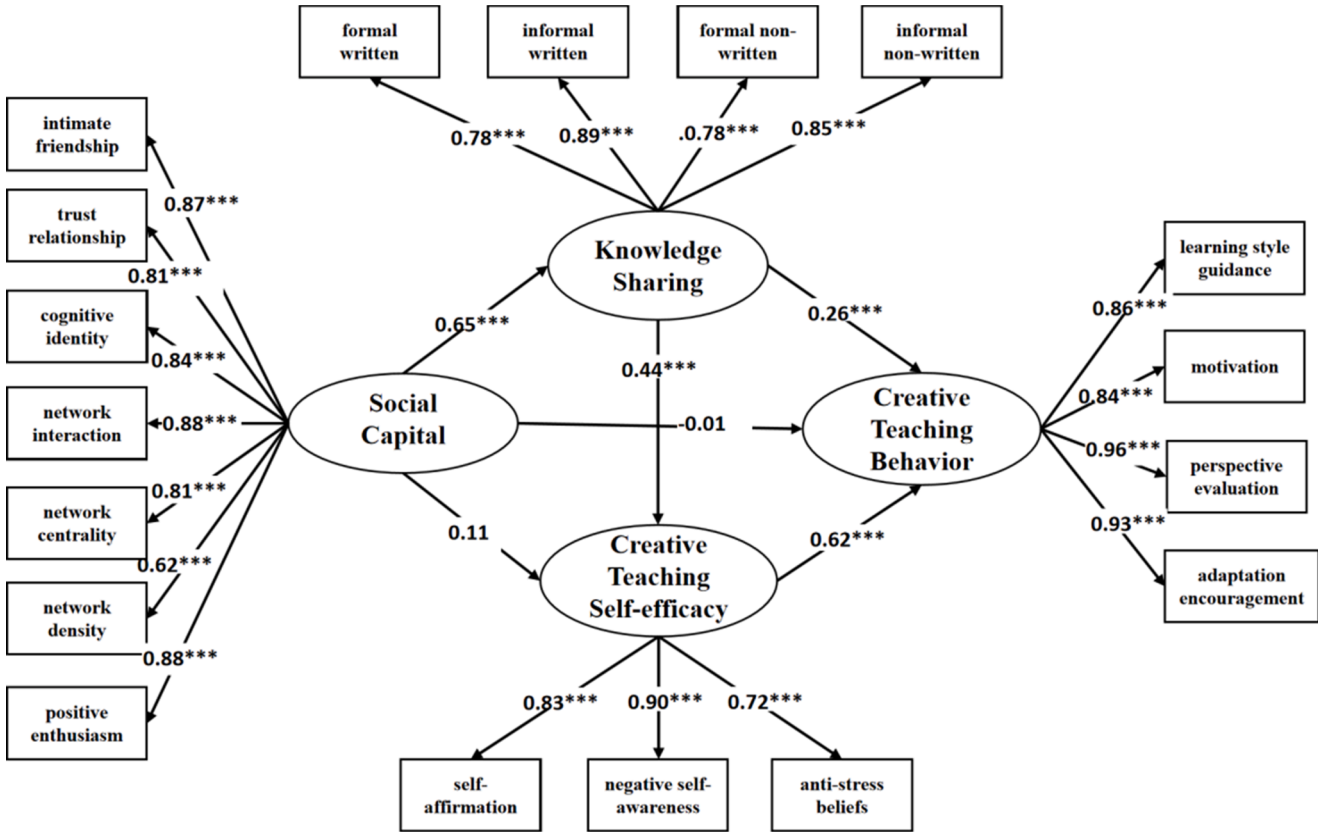 formal
written
informal
written
formal non-
written
informal
non-written
0.78***
0.89***
.0.78***
0.85***
intimate
friendship
trust
relationship
cognitive
identity
network
interaction
network
centrality
network
density
positive
enthusiasm
0.87***
0.81***
0.84***
0.88***
0.81***
0.62***
0.88***
Knowledge
Sharing
0.65***
0.26***
0.44***
Social
Capital
-0.01
Creative
Teaching
Behavior
0.11
0.62***
Creative
Teaching
Self-efficacy
0.86***
0.84***
0.96***
0.93***
learning style
guidance
motivation
perspective
evaluation
adaptation
encouragement
0.83***
0.90***
0.72***
self-
affirmation
negative self-
awareness
anti-stress
beliefs